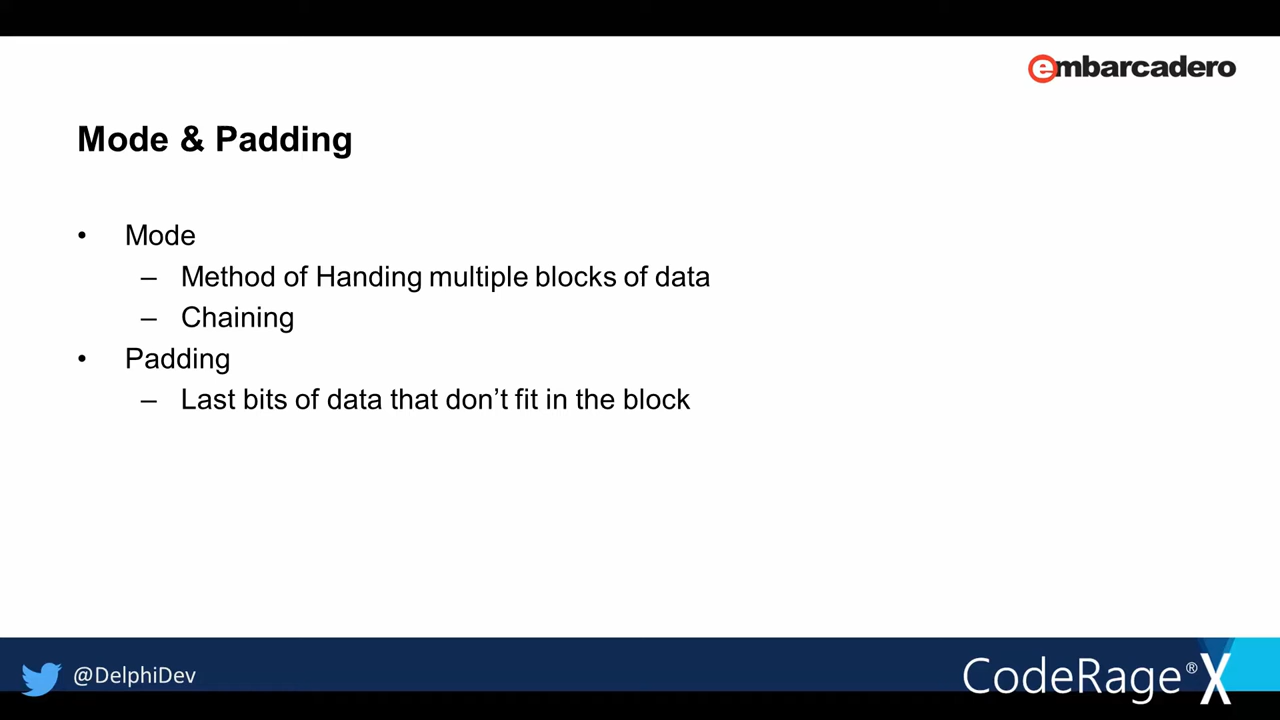 embarcadero
Mode & Padding
• Mode
– Method of Handing multiple blocks of data
– Chaining
• Padding
– Last bits of data that don’t fit in the block
@DelphiDev
CodeRage® X